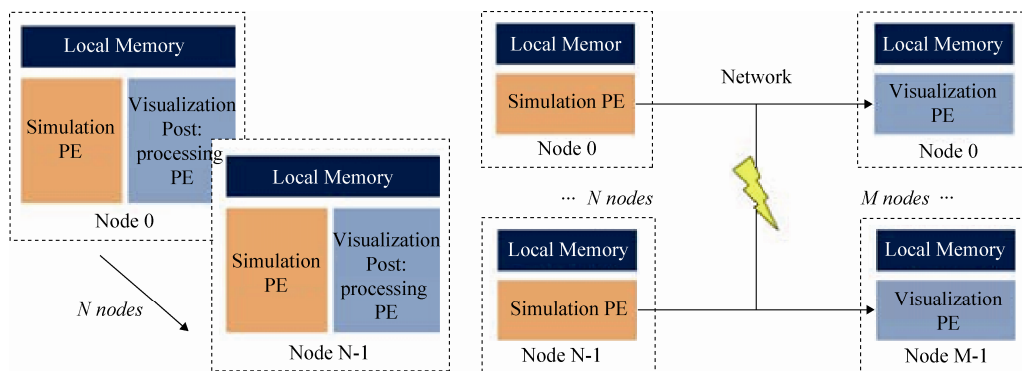 Local Memory
Simulation
PE
Visualization
Post:
processing
PE
Node 0
N nodes
Local Memory
Simulation
PE
Visualization
Post:
processing
PE
Node N-1
Local Memor
Simulation PE
Node 0
··· N nodes
Local Memory
Simulation PE
Node N-1
Network
Local Memory
Visualization
PE
Node 0
M nodes ···
Local Memory
Visualization
PE
Node M-1